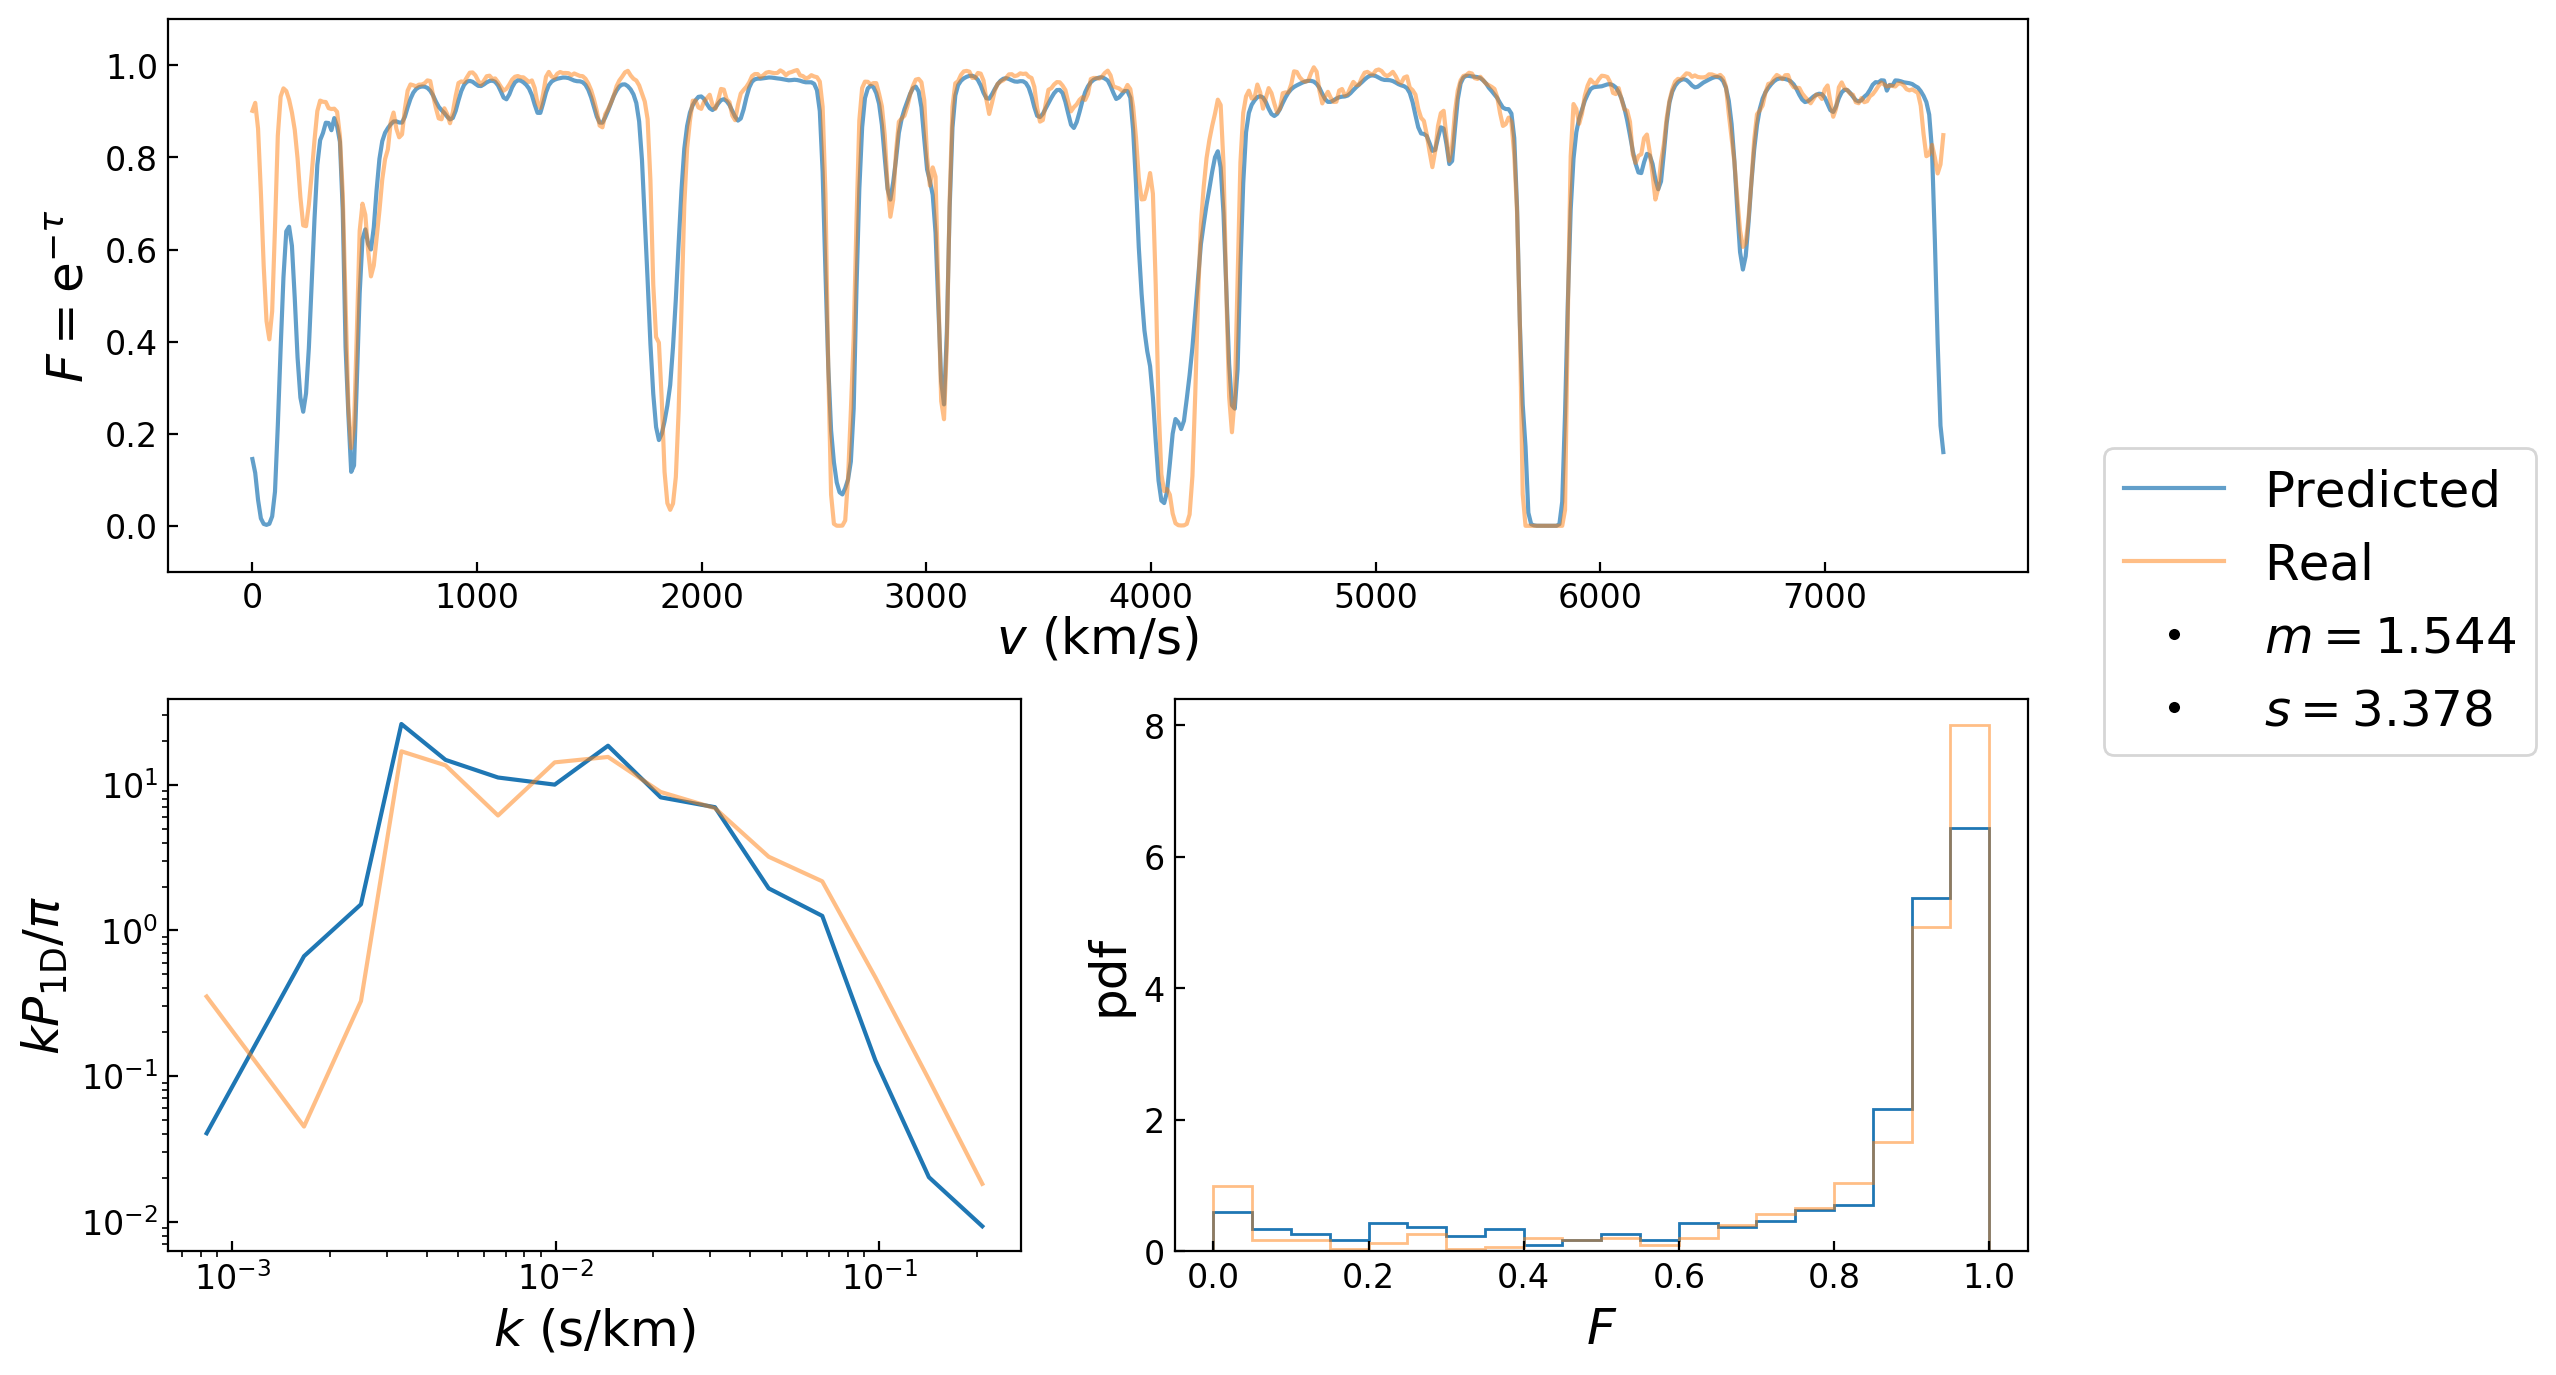 1.0
0.8
0.6
0.4
0.2
0.0
F = e^{−τ}
0 1000 2000 3000 4000 5000 6000 7000
v (km/s)
Predicted
Real
m = 1.544
s = 3.378
10^1
10^0
10^{−1}
10^{−2}
kP_{1D}/π
10^{−3} 10^{−2} 10^{−1}
k (s/km)
8
6
4
2
0
pdf
0.0 0.2 0.4 0.6 0.8 1.0
F